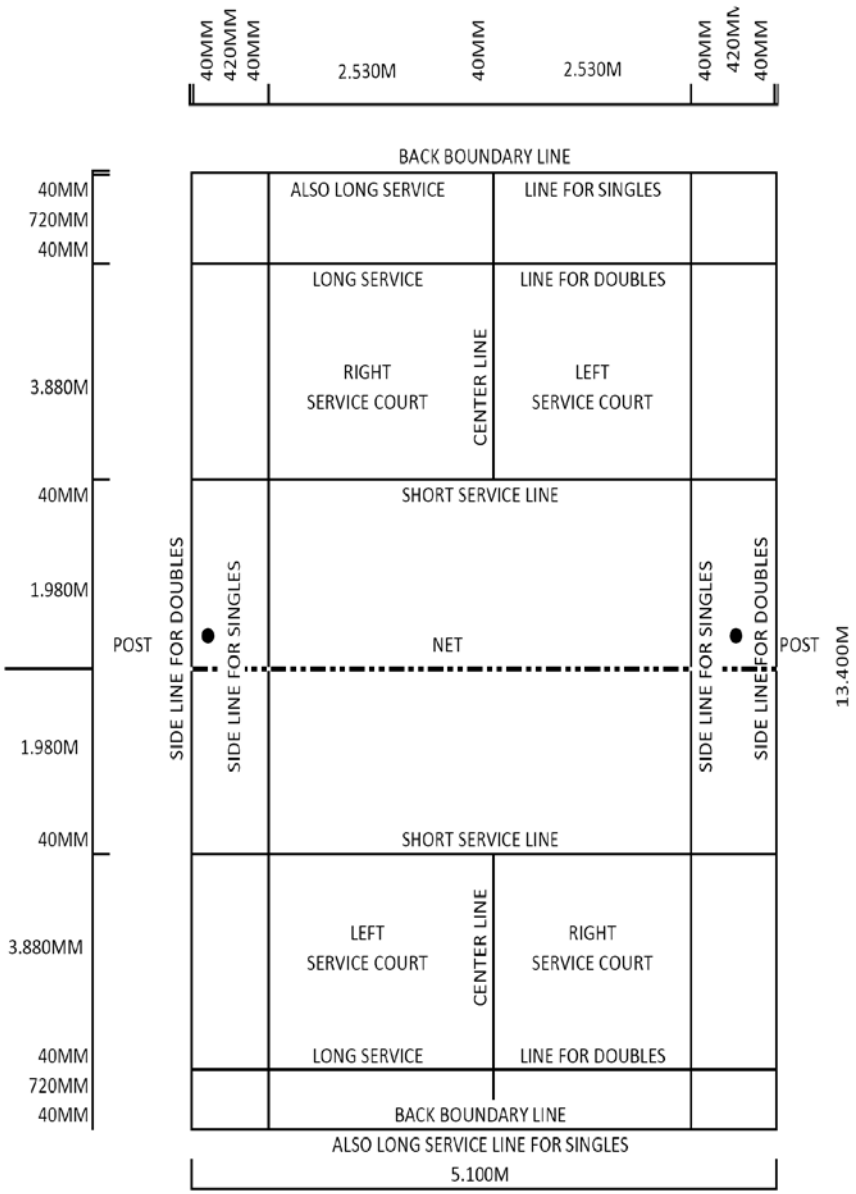 40MM 420MM 40MM 2.530M 40MM 2.530M 40MM 420MM 40MM
BACK BOUNDARY LINE
40MM ALSO LONG SERVICE LINE FOR SINGLES
720MM
40MM
LONG SERVICE LINE FOR DOUBLES
CENTER LINE
3.880M RIGHT LEFT
SERVICE COURT SERVICE COURT
40MM SHORT SERVICE LINE
1.980M
SIDE LINE FOR DOUBLES
SIDE LINE FOR SINGLES
SIDE LINE FOR SINGLES
SIDE LINE FOR DOUBLES
POST NET POST
13.400M
1.980M
40MM SHORT SERVICE LINE
CENTER LINE
3.880MM LEFT RIGHT
SERVICE COURT SERVICE COURT
40MM LONG SERVICE LINE FOR DOUBLES
720MM
40MM BACK BOUNDARY LINE
ALSO LONG SERVICE LINE FOR SINGLES
5.100M